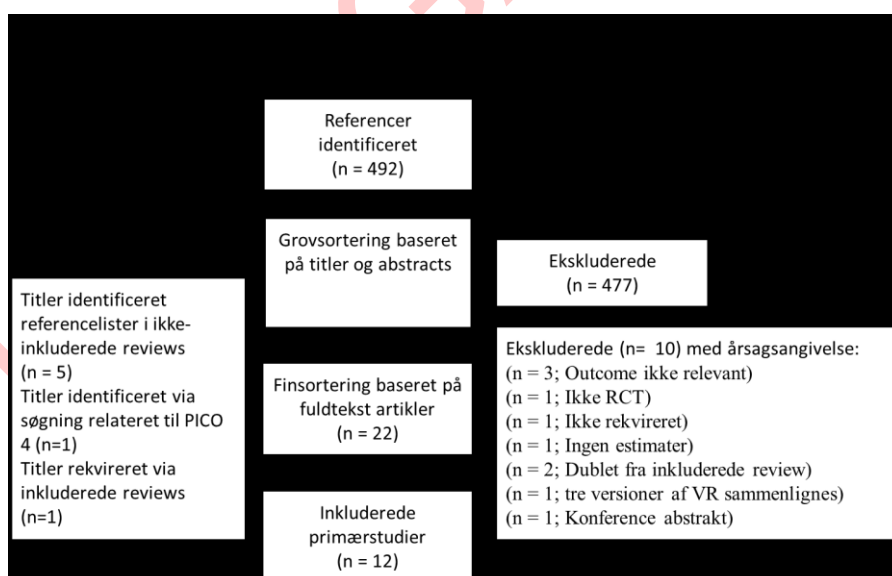 Referencer
identificeret
(n = 492)
Grovsortering baseret
på titler og abstracts
Ekskluderede
(n = 477)
Titler identificeret
referencelister i ikke-
inkluderede reviews
(n = 5)
Titler identificeret via
søgning relateret til PICO
4 (n=1)
Titler rekvireret via
inkluderede reviews
(n=1)
Finsortering baseret på
fuldtekst artikler
(n = 22)
Ekskluderede (n= 10) med årsagsangivelse:
(n = 3; Outcome ikke relevant)
(n = 1; Ikke RCT)
(n = 1; Ikke rekvireret)
(n = 1; Ingen estimater)
(n = 2; Dublet fra inkluderede review)
(n = 1; tre versioner af VR sammenlignes)
(n = 1; Konference abstrakt)
Inkluderede
primærstudier
(n = 12)